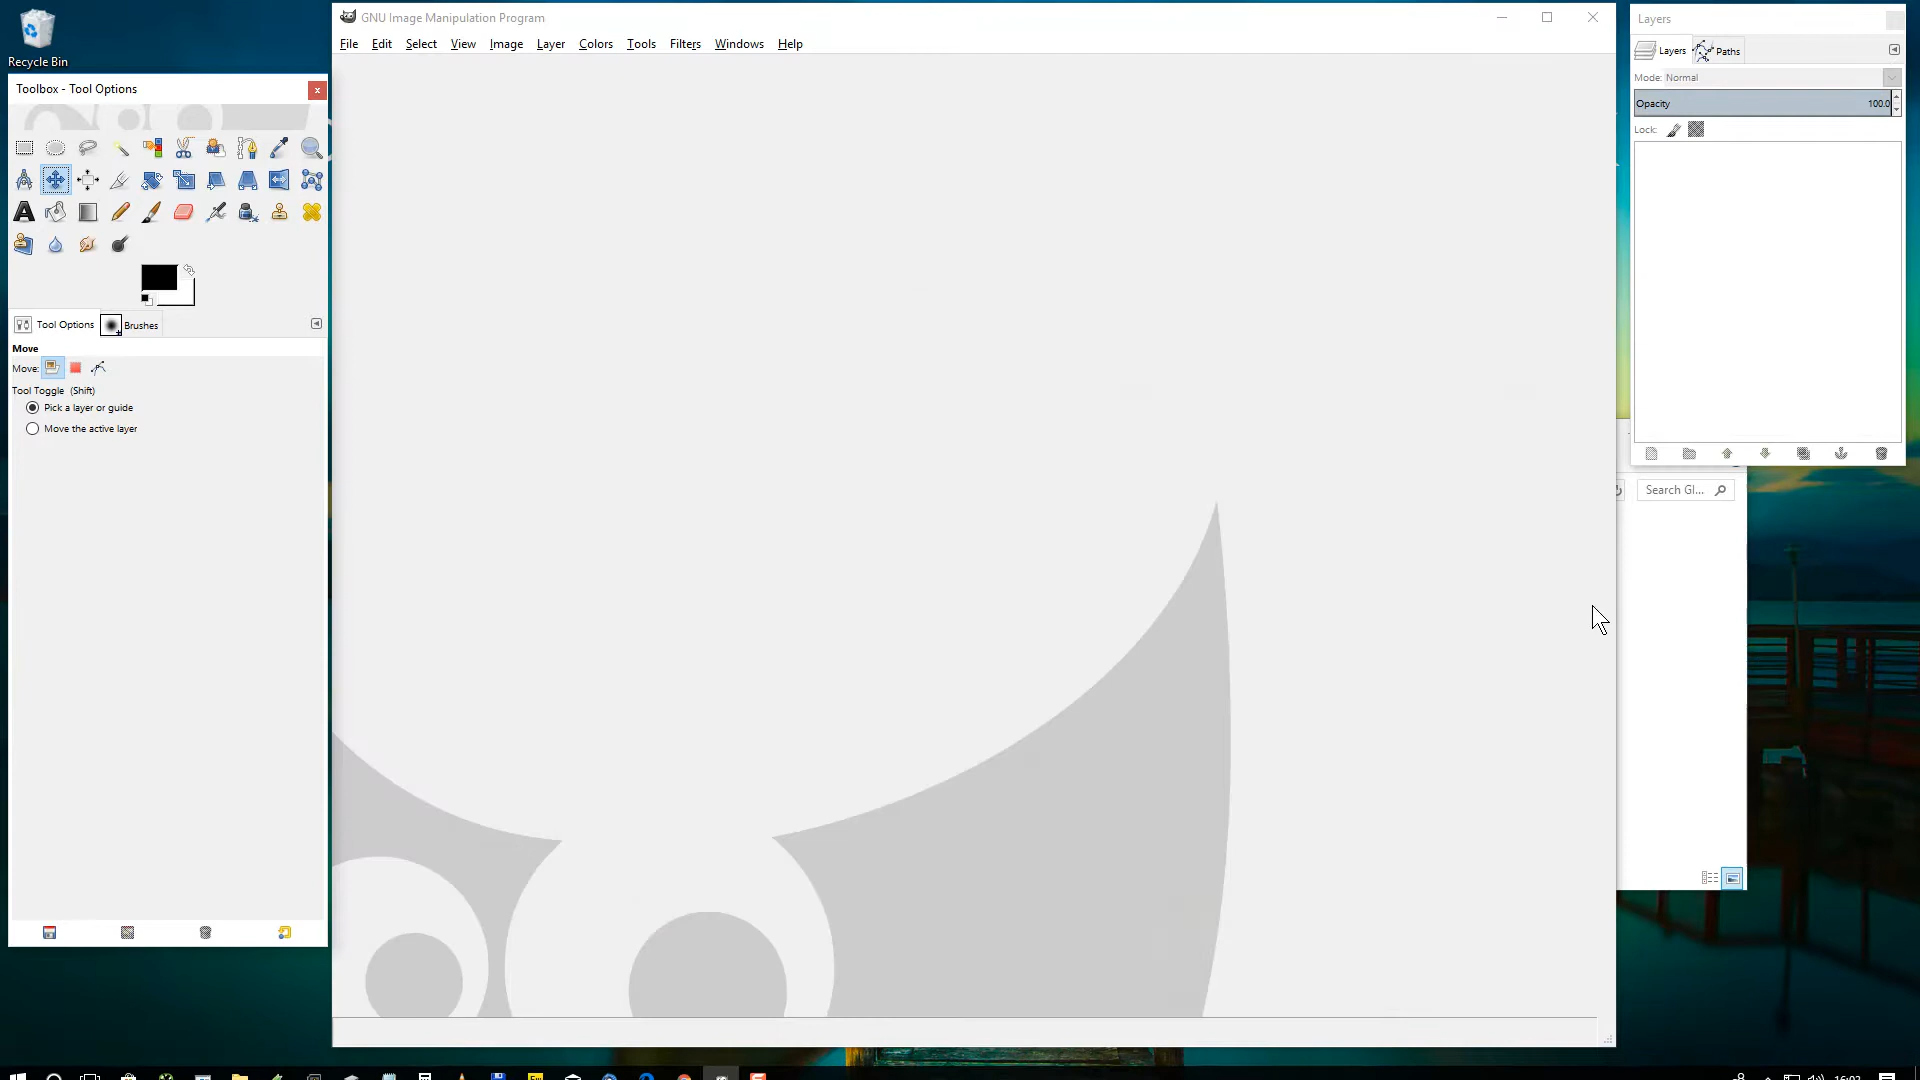 Recycle Bin
GNU Image Manipulation Program
File Edit Select View Image Layer Colors Tools Filters Windows Help
Toolbox - Tool Options
Tool Options Brushes
Move
Move:
Tool Toggle (Shift)
Pick a layer or guide
Move the active layer
Layers
Layers Paths
Mode: Normal
Opacity 100.0
Lock:
Search Gl...